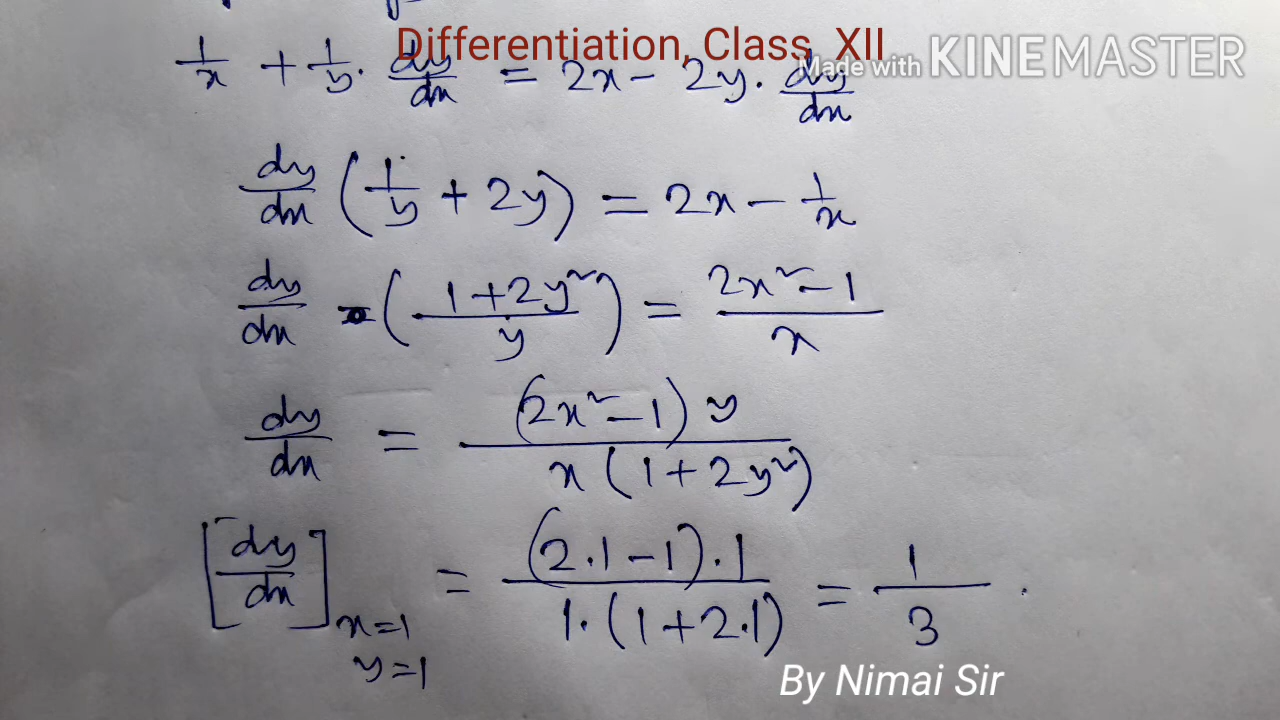 Differentiation, Class XII
Made with KINEMASTER
1/x + 1/y · dy/dx = 2x - 2y · dy/dx
dy/dx (1/y + 2y) = 2x - 1/x
dy/dx (1+2y²/y) = 2x²-1/x
dy/dx = (2x²-1) y / x (1+2y²)
[dy/dx] x=1 y=1 = (2·1-1)·1 / 1·(1+2·1) = 1/3 .
By Nimai Sir